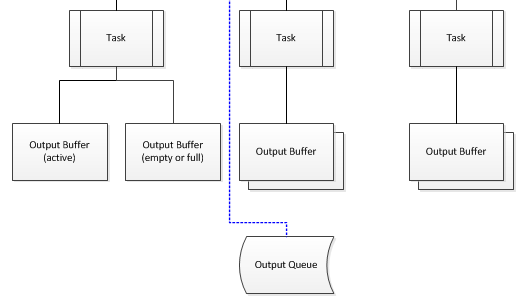 Task
Task
Task
Output Buffer
(active)
Output Buffer
(empty or full)
Output Buffer
Output Buffer
Output Queue